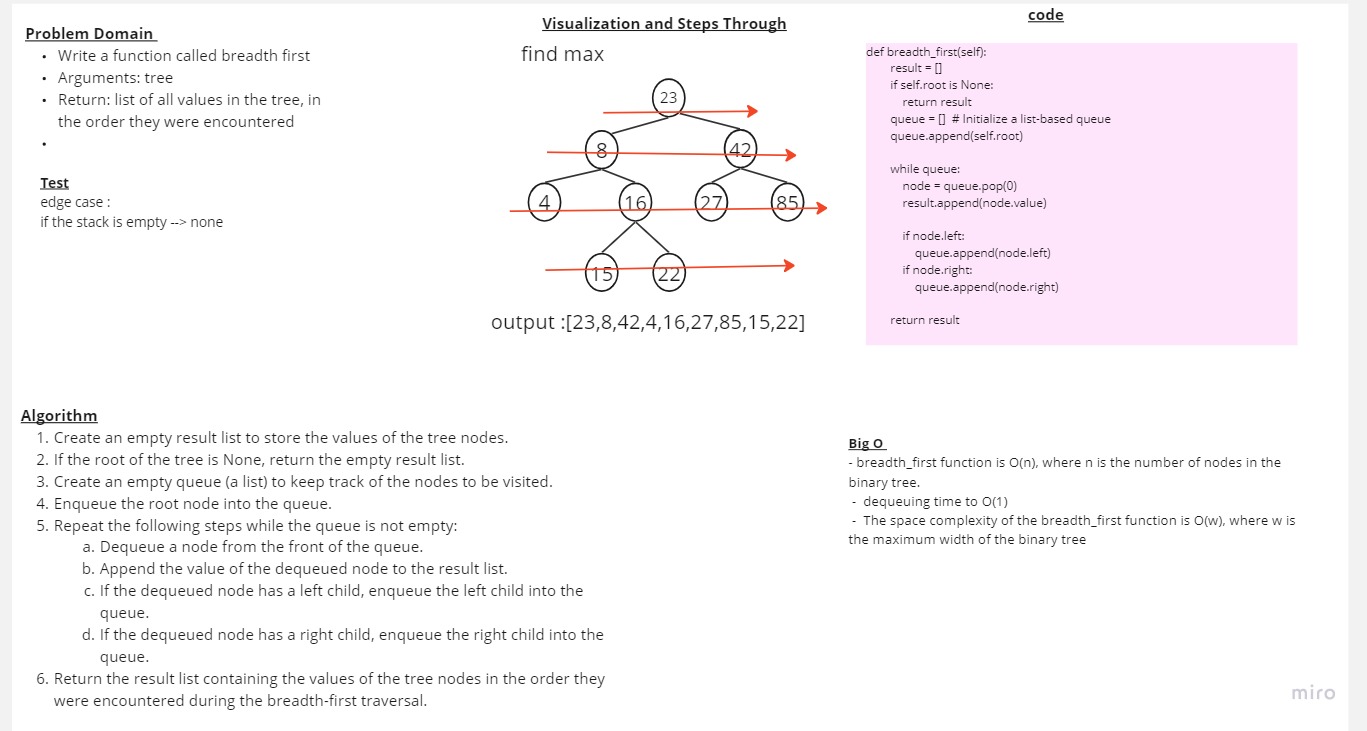 Problem Domain
• Write a function called breadth first
• Arguments: tree
• Return: list of all values in the tree, in
the order they were encountered
•
Test
edge case :
if the stack is empty --> none
Visualization and Steps Through
find max
23
8 42
4 16 27 85
15 22
output :[23,8,42,4,16,27,85,15,22]
code
def breadth_first(self):
result = []
if self.root is None:
return result
queue = [] # Initialize a list-based queue
queue.append(self.root)
while queue:
node = queue.pop(0)
result.append(node.value)
if node.left:
queue.append(node.left)
if node.right:
queue.append(node.right)
return result
Algorithm
1. Create an empty result list to store the values of the tree nodes.
2. If the root of the tree is None, return the empty result list.
3. Create an empty queue (a list) to keep track of the nodes to be visited.
4. Enqueue the root node into the queue.
5. Repeat the following steps while the queue is not empty:
a. Dequeue a node from the front of the queue.
b. Append the value of the dequeued node to the result list.
c. If the dequeued node has a left child, enqueue the left child into the
queue.
d. If the dequeued node has a right child, enqueue the right child into the
queue.
6. Return the result list containing the values of the tree nodes in the order they
were encountered during the breadth-first traversal.
Big O
- breadth_first function is O(n), where n is the number of nodes in the
binary tree.
- dequeuing time to O(1)
- The space complexity of the breadth_first function is O(w), where w is
the maximum width of the binary tree
miro